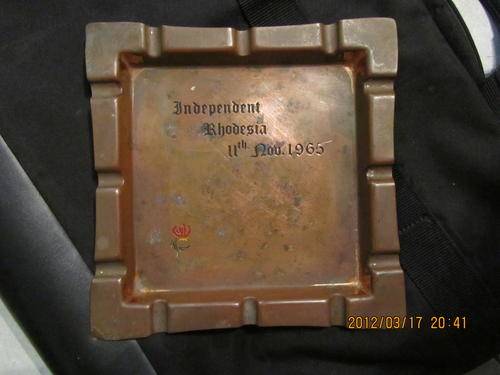 Independent
Rhodesia
11th Nov. 1965
2012/03/17 20:41